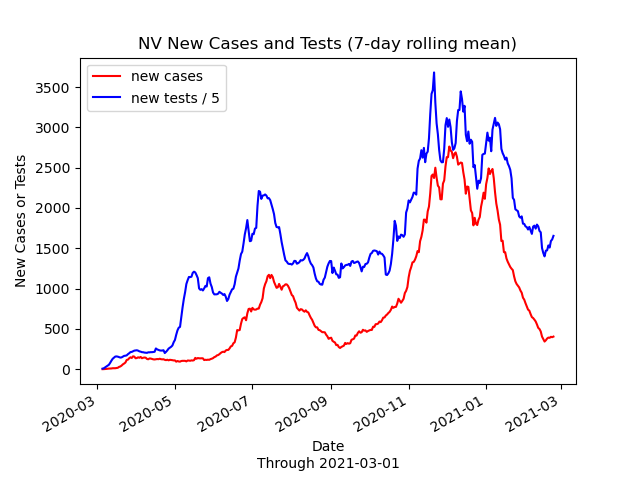 NV New Cases and Tests (7-day rolling mean)
new cases
new tests / 5
3500
3000
2500
2000
1500
1000
500
0
New Cases or Tests
2020-03
2020-05
2020-07
2020-09
2020-11
2021-01
2021-03
Date
Through 2021-03-01